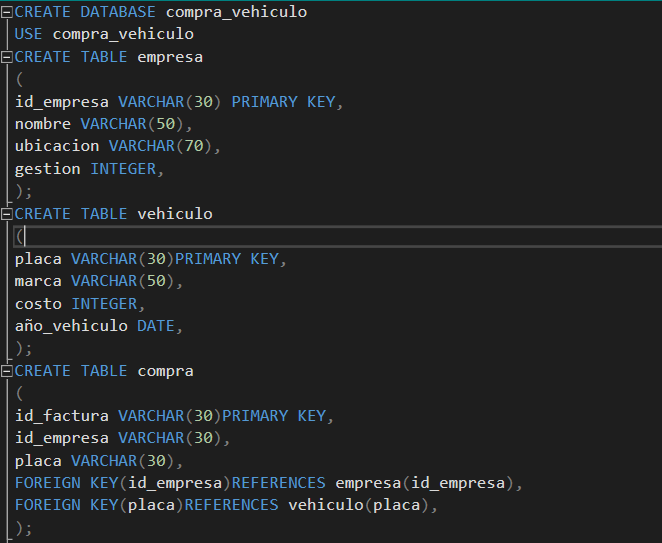 CREATE DATABASE compra_vehiculo
USE compra_vehiculo
CREATE TABLE empresa
(
id_empresa VARCHAR(30) PRIMARY KEY,
nombre VARCHAR(50),
ubicacion VARCHAR(70),
gestion INTEGER,
);
CREATE TABLE vehiculo
(
placa VARCHAR(30)PRIMARY KEY,
marca VARCHAR(50),
costo INTEGER,
año_vehiculo DATE,
);
CREATE TABLE compra
(
id_factura VARCHAR(30)PRIMARY KEY,
id_empresa VARCHAR(30),
placa VARCHAR(30),
FOREIGN KEY(id_empresa)REFERENCES empresa(id_empresa),
FOREIGN KEY(placa)REFERENCES vehiculo(placa),
);